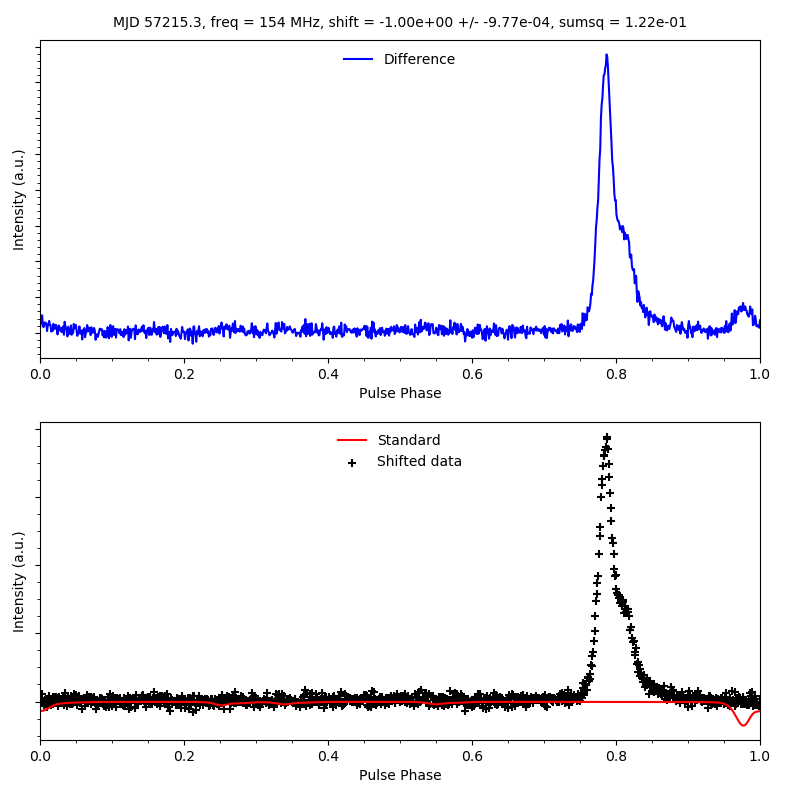 MJD 57215.3, freq = 154 MHz, shift = -1.00e+00 +/- -9.77e-04, sumsq = 1.22e-01
Difference
Intensity (a.u.)
0.0 0.2 0.4 0.6 0.8 1.0
Pulse Phase
Standard
Shifted data
Intensity (a.u.)
0.0 0.2 0.4 0.6 0.8 1.0
Pulse Phase